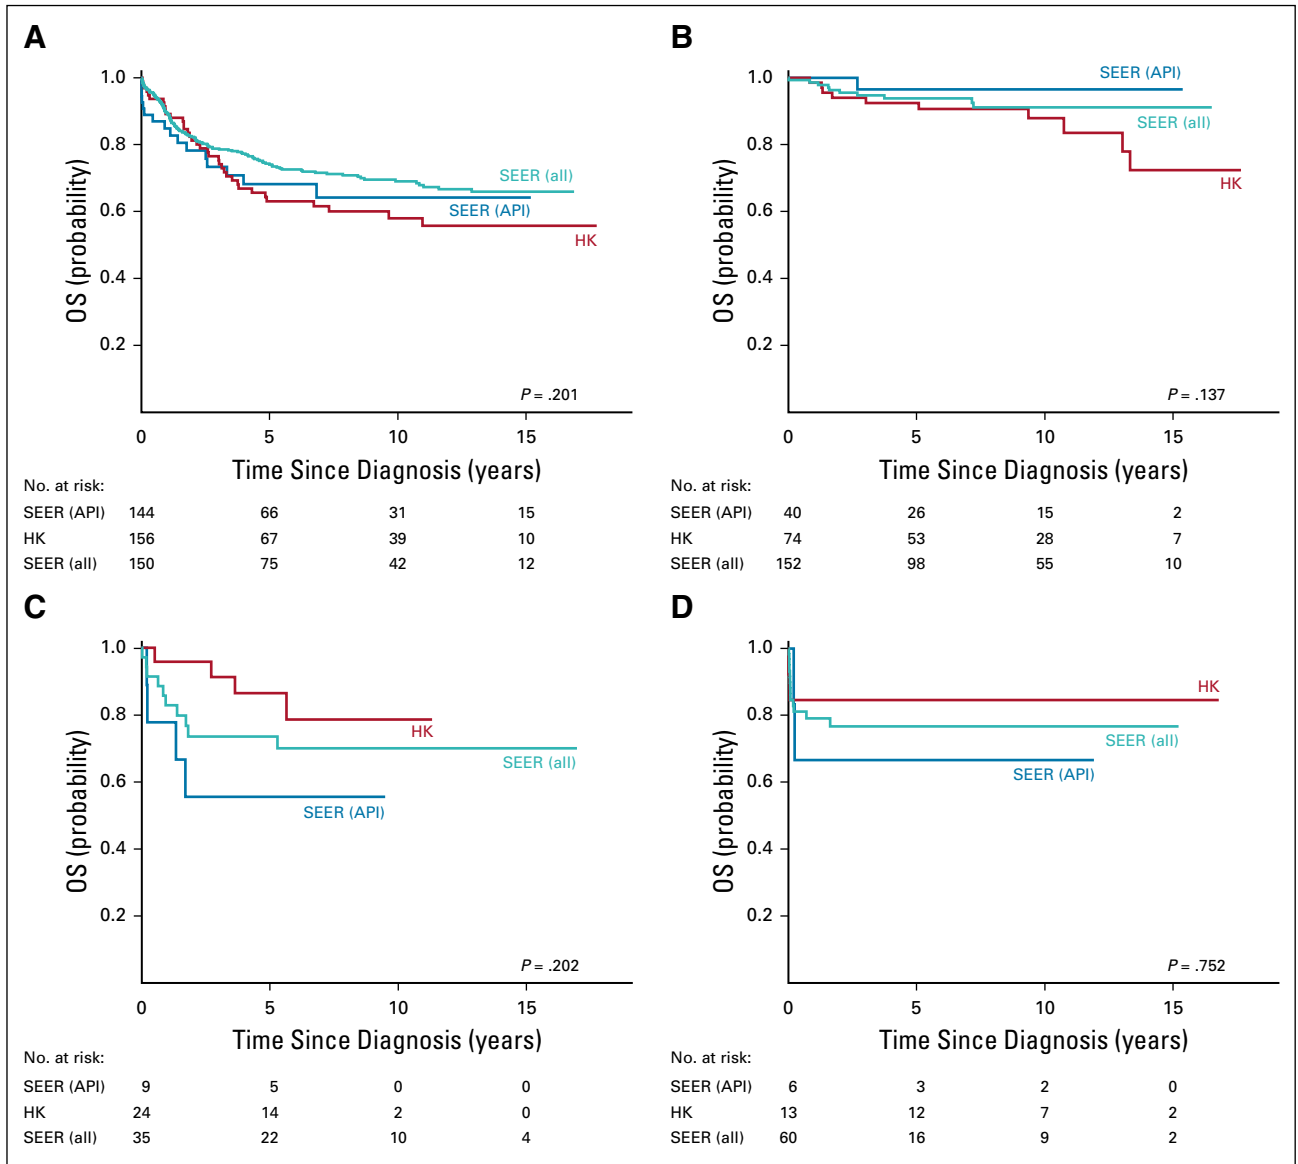 A
1.0
0.8
0.6
0.4
0.2
OS (probability)
SEER (all)
SEER (API)
HK
P = .201
0 5 10 15
Time Since Diagnosis (years)
No. at risk:
SEER (API) 144 66 31 15
HK 156 67 39 10
SEER (all) 150 75 42 12
B
1.0
0.8
0.6
0.4
0.2
OS (probability)
SEER (API)
SEER (all)
HK
P = .137
0 5 10 15
Time Since Diagnosis (years)
No. at risk:
SEER (API) 40 26 15 2
HK 74 53 28 7
SEER (all) 152 98 55 10
C
1.0
0.8
0.6
0.4
0.2
OS (probability)
HK
SEER (all)
SEER (API)
P = .202
0 5 10 15
Time Since Diagnosis (years)
No. at risk:
SEER (API) 9 5 0 0
HK 24 14 2 0
SEER (all) 35 22 10 4
D
1.0
0.8
0.6
0.4
0.2
OS (probability)
HK
SEER (all)
SEER (API)
P = .752
0 5 10 15
Time Since Diagnosis (years)
No. at risk:
SEER (API) 6 3 2 0
HK 13 12 7 2
SEER (all) 60 16 9 2